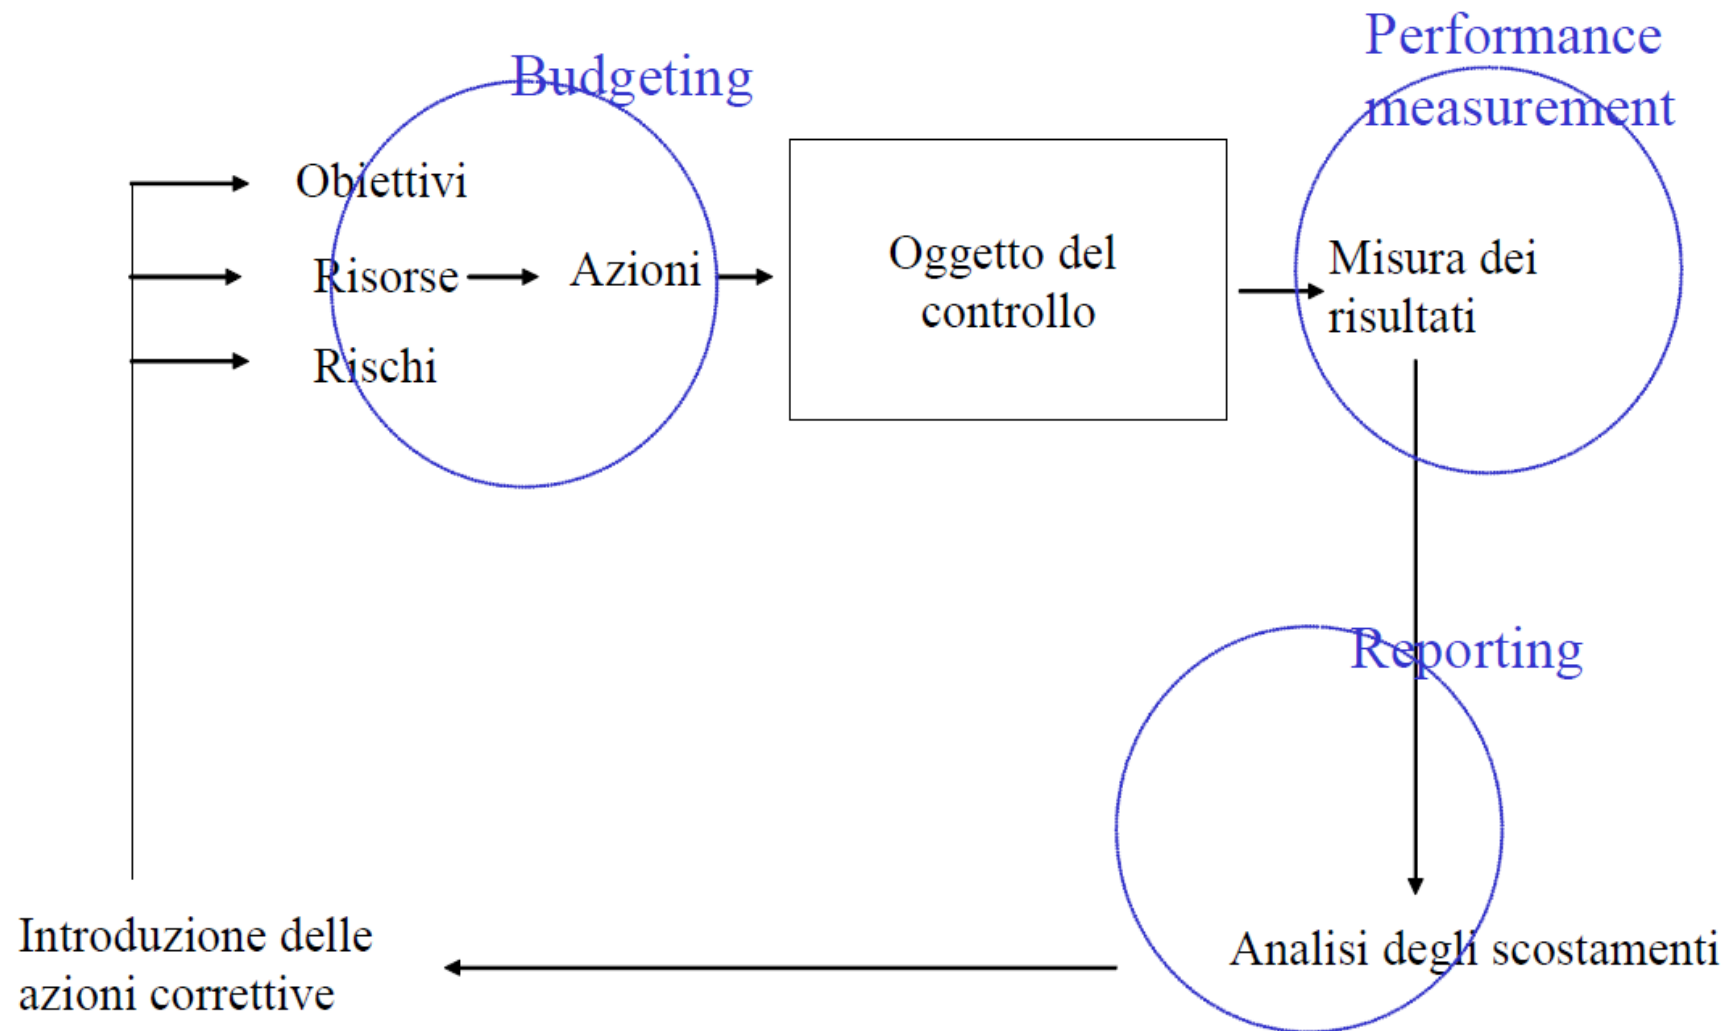 Budgeting
Performance
measurement
Obiettivi
Risorse
Azioni
Rischi
Oggetto del
controllo
Misura dei
risultati
Reporting
Introduzione delle
azioni correttive
Analisi degli scostamenti